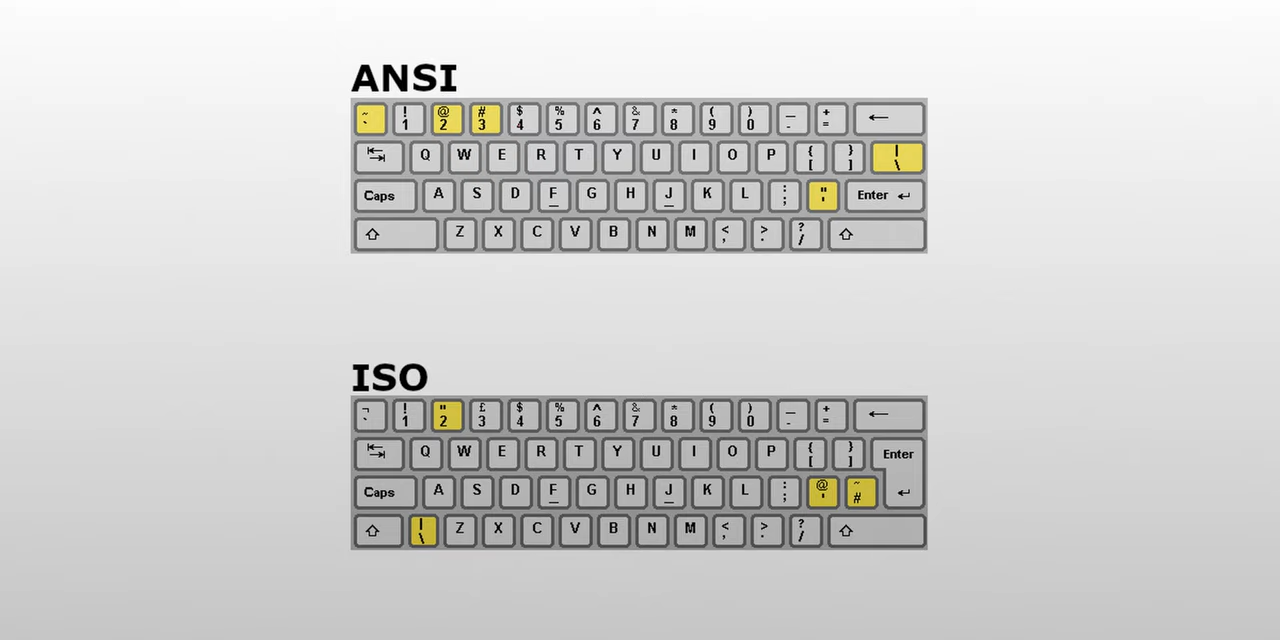 ANSI
~ ! @ # $ % ^ & * ( ) _ +
` 1 2 3 4 5 6 7 8 9 0 - = ←
Q W E R T Y U I O P { } |
[ ] \
Caps A S D F G H J K L : " Enter ↵
; '
⇧ Z X C V B N M < > ? ⇧
, . /
ISO
¬ ! " £ $ % ^ & * ( ) _ +
` 1 2 3 4 5 6 7 8 9 0 - = ←
Q W E R T Y U I O P { } Enter
[ ]
Caps A S D F G H J K L : @ ~ ↵
; ' #
⇧ | Z X C V B N M < > ? ⇧
\ , . /